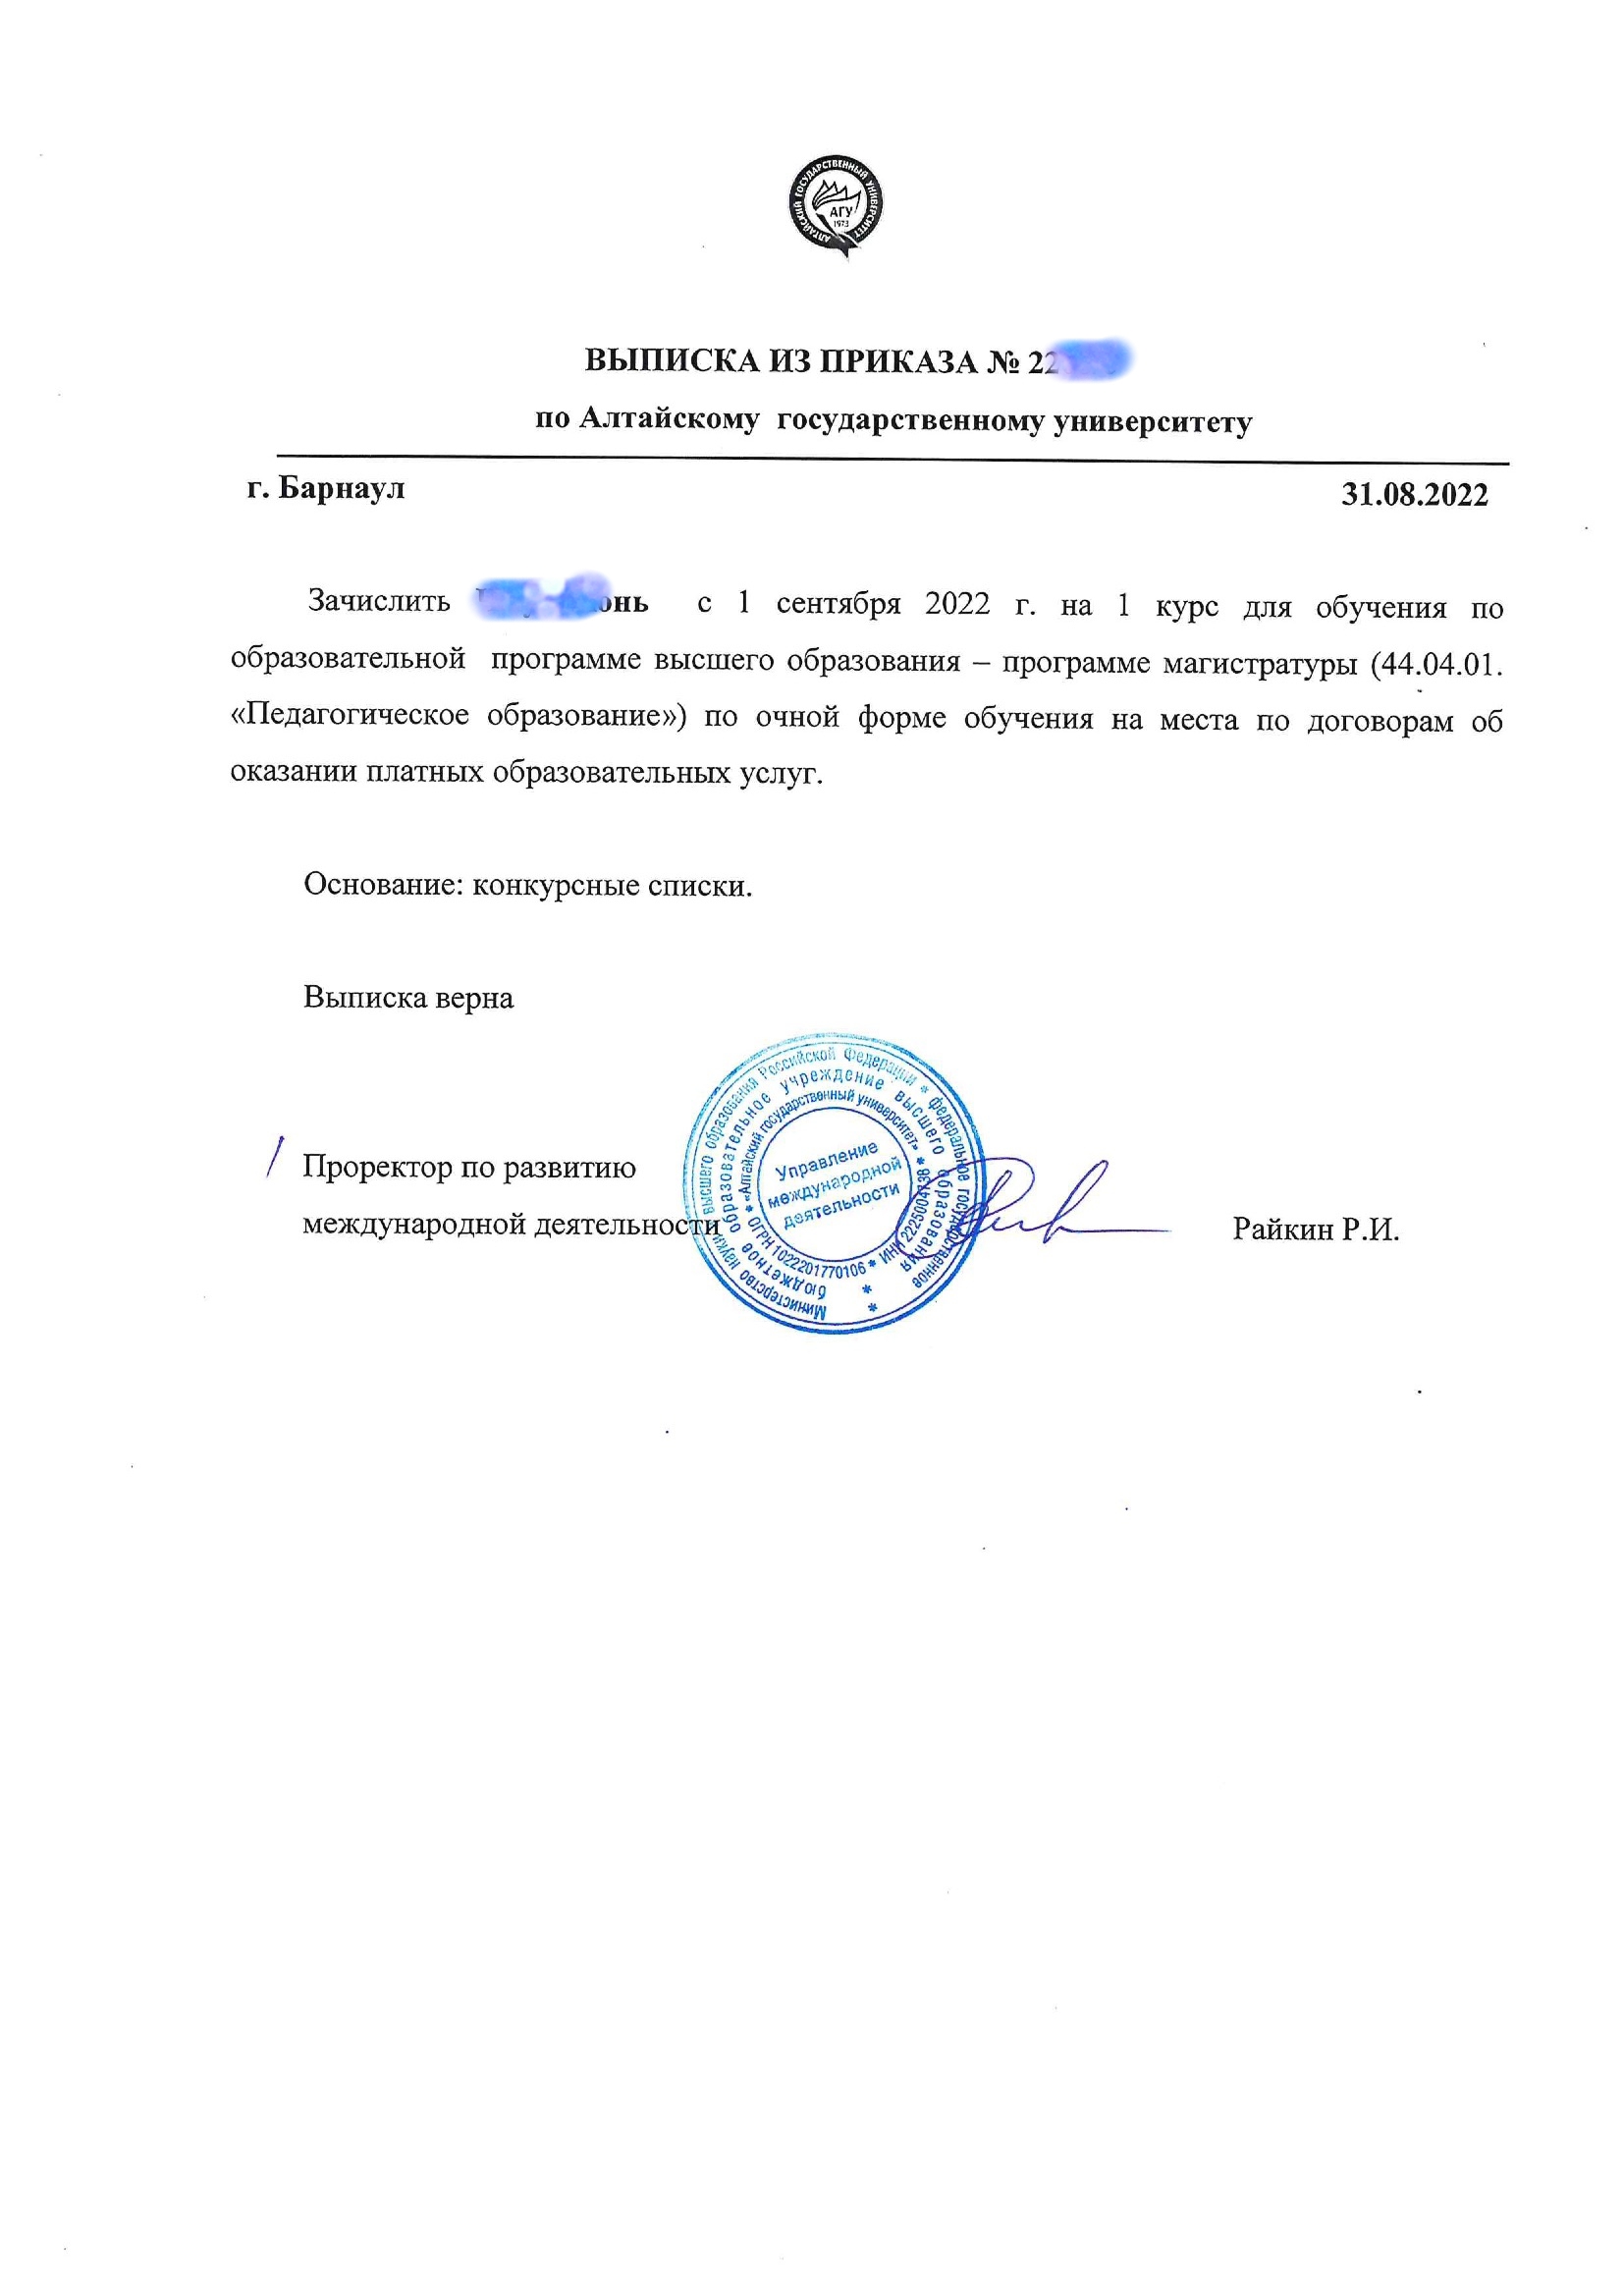 АЛТАЙСКИЙ ГОСУДАРСТВЕННЫЙ УНИВЕРСИТЕТ
АГУ
1973
ВЫПИСКА ИЗ ПРИКАЗА № 22
по Алтайскому государственному университету
г. Барнаул 31.08.2022
Зачислить с 1 сентября 2022 г. на 1 курс для обучения по
образовательной программе высшего образования – программе магистратуры (44.04.01.
«Педагогическое образование») по очной форме обучения на места по договорам об
оказании платных образовательных услуг.
Основание: конкурсные списки.
Выписка верна
Проректор по развитию
международной деятельности Райкин Р.И.
Министерство науки и высшего образования Российской Федерации * федеральное государственное
бюджетное образовательное учреждение высшего образования *
«Алтайский государственный университет» * ИНН 2225004738 * ОГРН 1022201770106 *
Управление
международной
деятельности